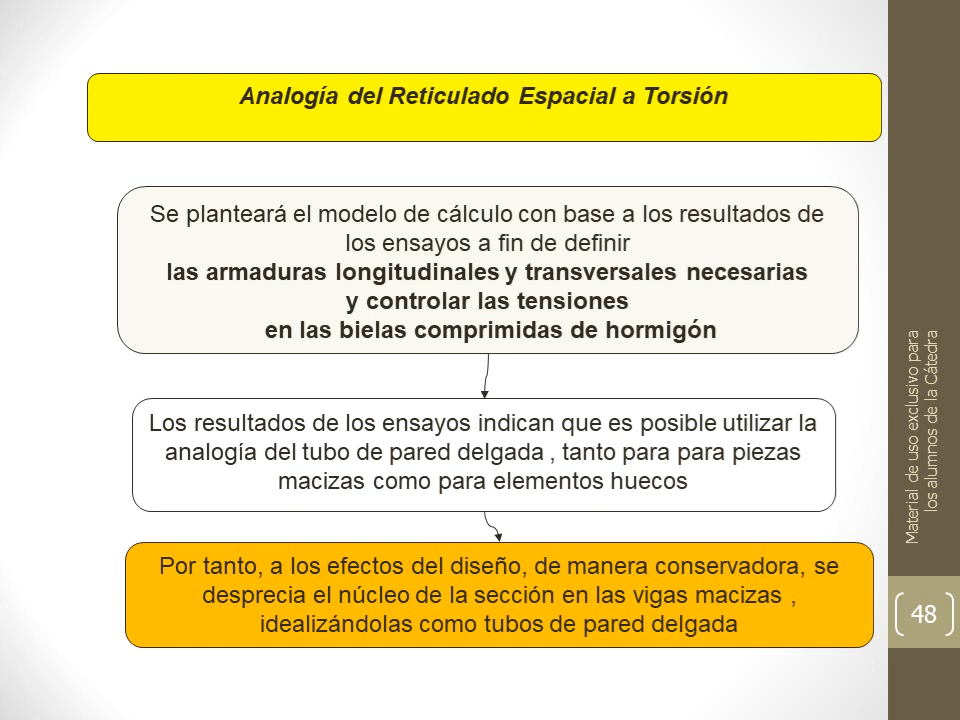 Analogía del Reticulado Espacial a Torsión
Se planteará el modelo de cálculo con base a los resultados de
los ensayos a fin de definir
las armaduras longitudinales y transversales necesarias
y controlar las tensiones
en las bielas comprimidas de hormigón
Los resultados de los ensayos indican que es posible utilizar la
analogía del tubo de pared delgada , tanto para para piezas
macizas como para elementos huecos
Por tanto, a los efectos del diseño, de manera conservadora, se
desprecia el núcleo de la sección en las vigas macizas ,
idealizándolas como tubos de pared delgada
Material de uso exclusivo para
los alumnos de la Cátedra
48